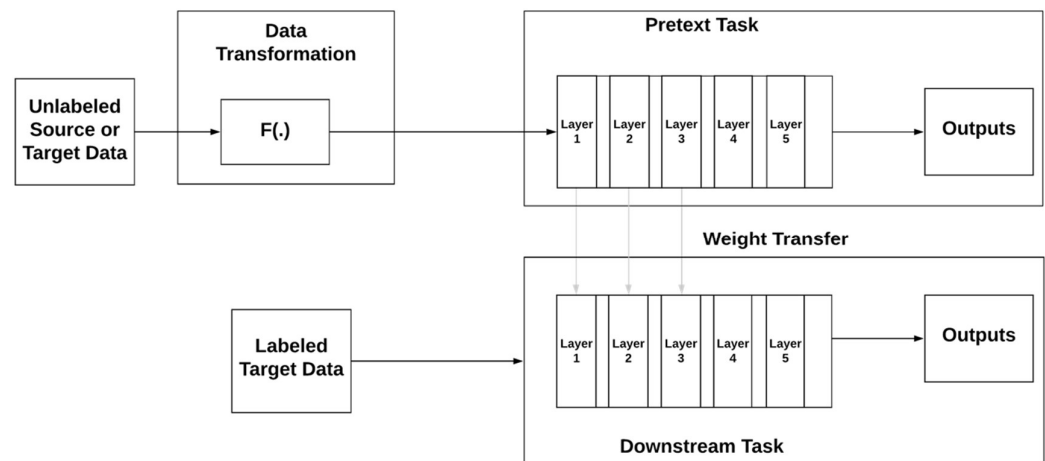 Data
Transformation
Pretext Task
Unlabeled
Source or
Target Data
F(.)
Layer
1
Layer
2
Layer
3
Layer
4
Layer
5
Outputs
Weight Transfer
Labeled
Target Data
Layer
1
Layer
2
Layer
3
Layer
4
Layer
5
Outputs
Downstream Task